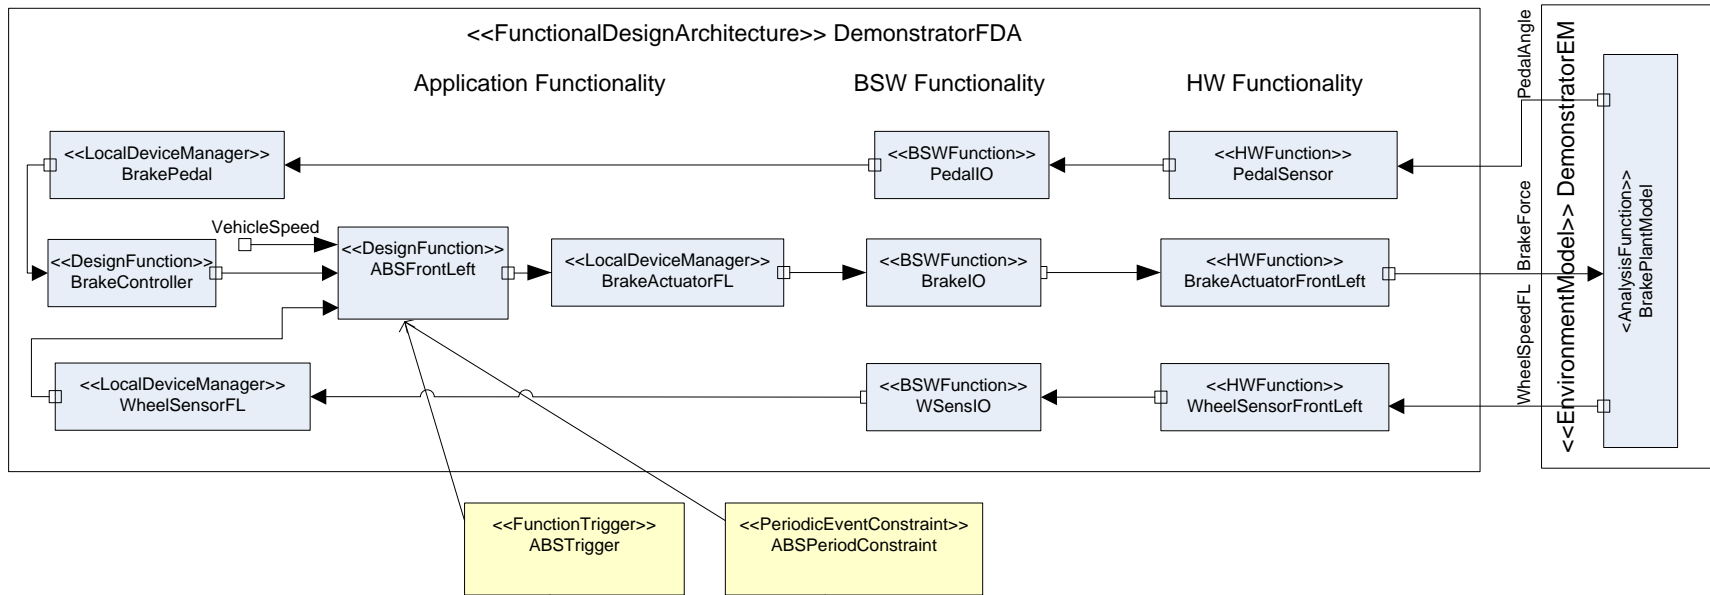 <<FunctionalDesignArchitecture>> DemonstratorFDA
Application Functionality
BSW Functionality
HW Functionality
<<LocalDeviceManager>>
BrakePedal
<<BSWFunction>>
PedalIO
<<HWFunction>>
PedalSensor
VehicleSpeed
<<DesignFunction>>
BrakeController
<<DesignFunction>>
ABSFrontLeft
<<LocalDeviceManager>>
BrakeActuatorFL
<<BSWFunction>>
BrakeIO
<<HWFunction>>
BrakeActuatorFrontLeft
<<LocalDeviceManager>>
WheelSensorFL
<<BSWFunction>>
WSensIO
<<HWFunction>>
WheelSensorFrontLeft
PedalAngle
BrakeForce
WheelSpeedFL
<<EnvironmentModel>> DemonstratorEM
<AnalysisFunction>>
BrakePlantModel
<<FunctionTrigger>>
ABSTrigger
<<PeriodicEventConstraint>>
ABSPeriodConstraint